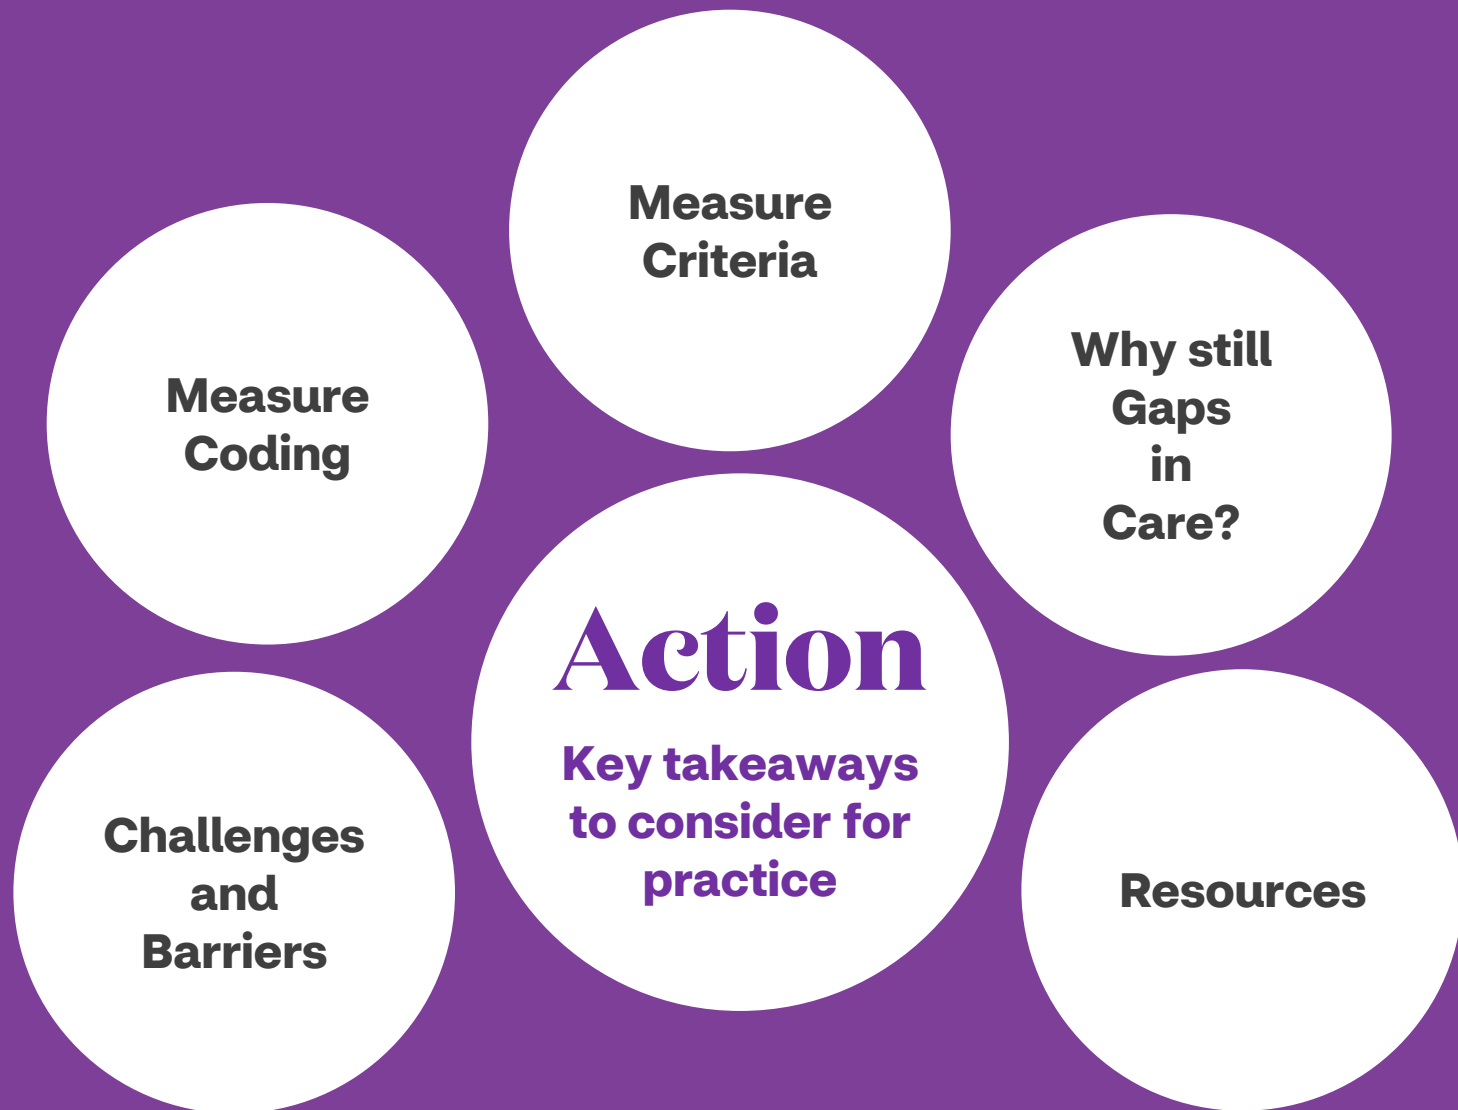 Measure
Criteria
Measure
Coding
Why still
Gaps
in
Care?
Action
Key takeaways
to consider for
practice
Challenges
and
Barriers
Resources